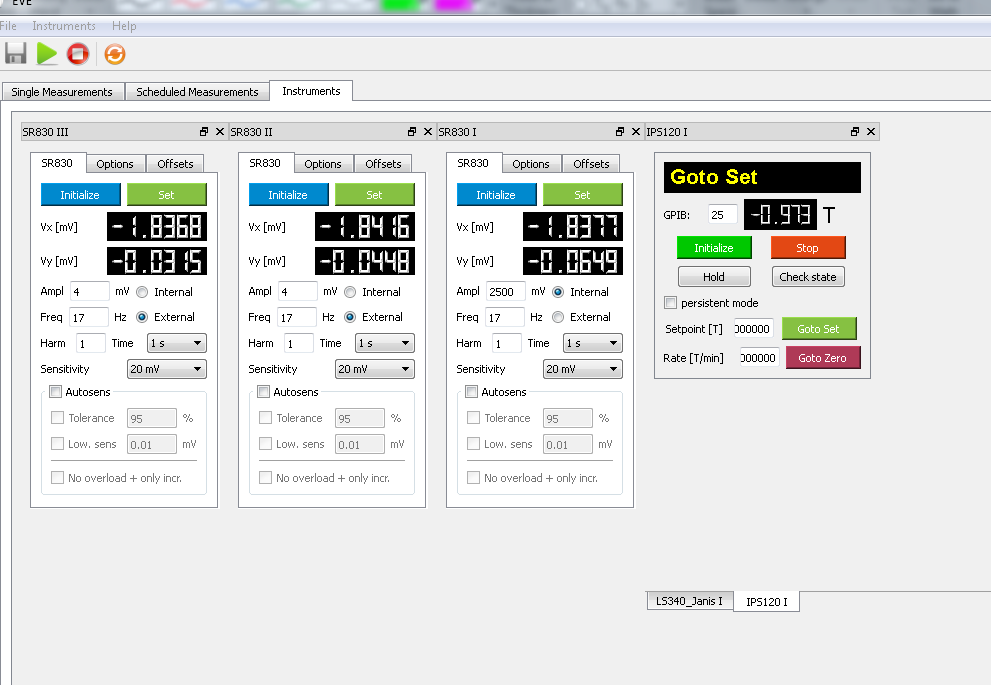 EVE
File Instruments Help
Single Measurements Scheduled Measurements Instruments
SR830 III SR830 II SR830 I IPS120 I
SR830 Options Offsets SR830 Options Offsets SR830 Options Offsets
Goto Set
Initialize Set Initialize Set Initialize Set
GPIB: 25 -0.973 T
Vx [mV] -1.8368 Vx [mV] -1.8416 Vx [mV] -1.8377
Initialize Stop
Vy [mV] -0.0315 Vy [mV] -0.0448 Vy [mV] -0.0649
Hold Check state
Ampl 4 mV Internal Ampl 4 mV Internal Ampl 2500 mV Internal
persistent mode
Freq 17 Hz External Freq 17 Hz External Freq 17 Hz External
Setpoint [T] 000000 Goto Set
Harm 1 Time 1 s Harm 1 Time 1 s Harm 1 Time 1 s
Rate [T/min] 000000 Goto Zero
Sensitivity 20 mV Sensitivity 20 mV Sensitivity 20 mV
Autosens Autosens Autosens
Tolerance 95 % Tolerance 95 % Tolerance 95 %
Low. sens 0.01 mV Low. sens 0.01 mV Low. sens 0.01 mV
No overload + only incr. No overload + only incr. No overload + only incr.
LS340_Janis I IPS120 I